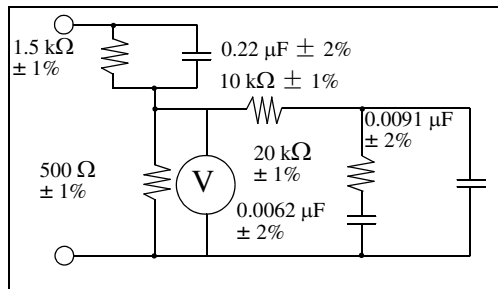 1.5 kΩ
± 1%
0.22 μF ± 2%
10 kΩ ± 1%
0.0091 μF
± 2%
500 Ω
± 1%
V
20 kΩ
± 1%
0.0062 μF
± 2%